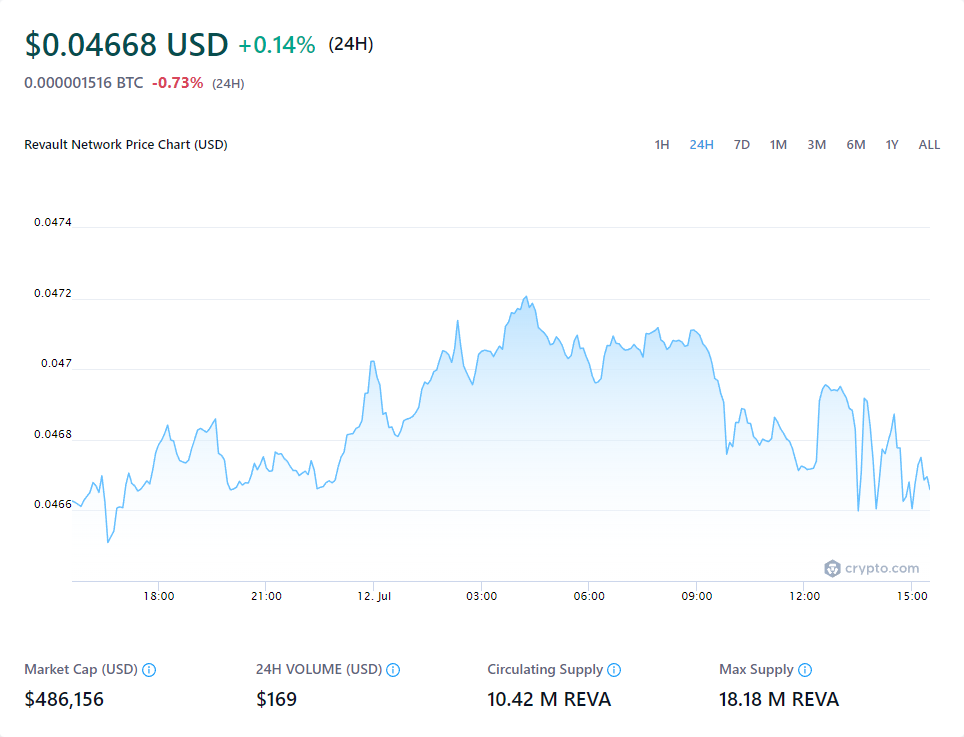 $0.04668 USD +0.14% (24H)
0.000001516 BTC -0.73% (24H)
Revault Network Price Chart (USD) 1H 24H 7D 1M 3M 6M 1Y ALL
0.0474
0.0472
0.047
0.0468
0.0466
crypto.com
18:00 21:00 12. Jul 03:00 06:00 09:00 12:00 15:00
Market Cap (USD) 24H VOLUME (USD) Circulating Supply Max Supply
$486,156 $169 10.42 M REVA 18.18 M REVA